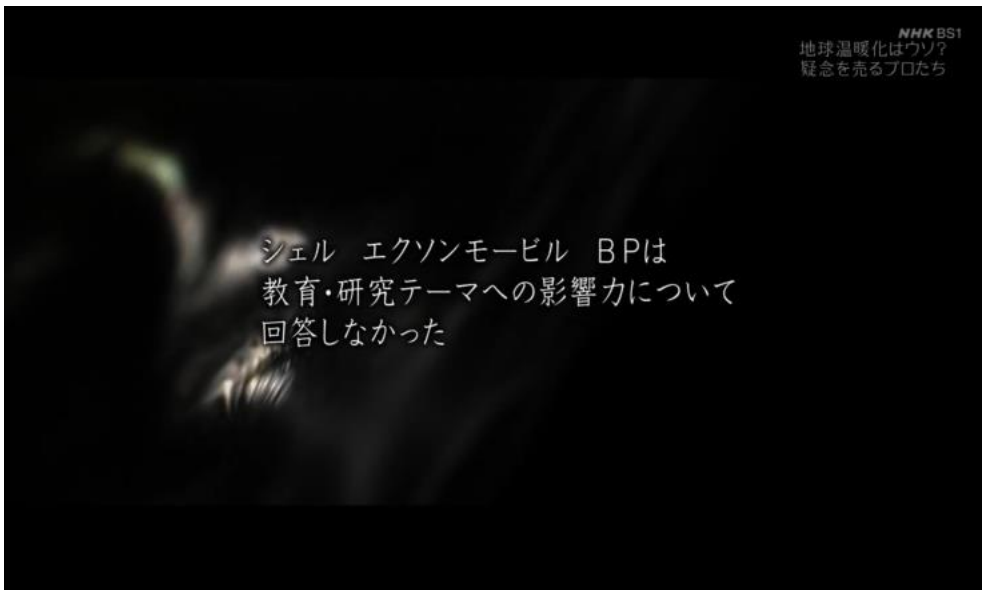 NHK BS1
地球温暖化はウソ？
疑念を売るプロたち
シェル　エクソンモービル　ＢＰは
教育・研究テーマへの影響力について
回答しなかった